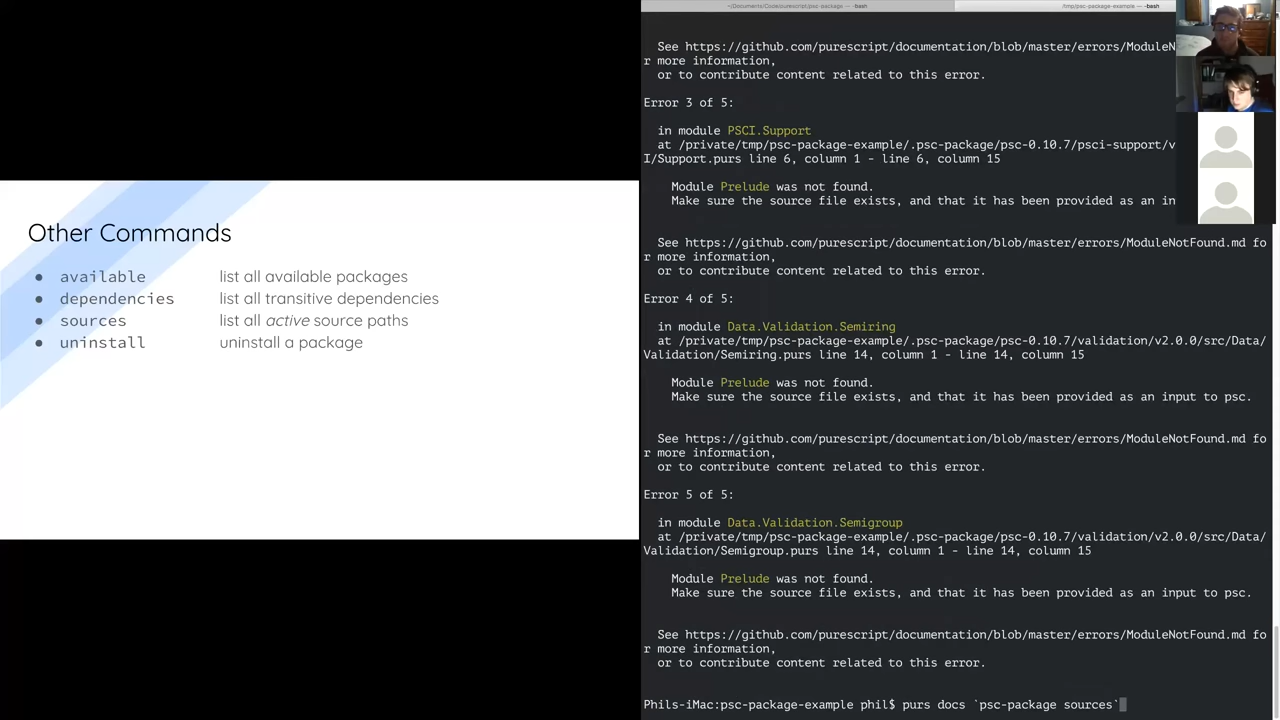 Other Commands
● available list all available packages
● dependencies list all transitive dependencies
● sources list all active source paths
● uninstall uninstall a package
~/Documents/Code/purescript/psc-package — -bash
/tmp/psc-package-example — -bash
See https://github.com/purescript/documentation/blob/master/errors/ModuleN
r more information,
or to contribute content related to this error.
Error 3 of 5:
in module PSCI.Support
at /private/tmp/psc-package-example/.psc-package/psc-0.10.7/psci-support/v
I/Support.purs line 6, column 1 - line 6, column 15
Module Prelude was not found.
Make sure the source file exists, and that it has been provided as an in
See https://github.com/purescript/documentation/blob/master/errors/ModuleNotFound.md fo
r more information,
or to contribute content related to this error.
Error 4 of 5:
in module Data.Validation.Semiring
at /private/tmp/psc-package-example/.psc-package/psc-0.10.7/validation/v2.0.0/src/Data/
Validation/Semiring.purs line 14, column 1 - line 14, column 15
Module Prelude was not found.
Make sure the source file exists, and that it has been provided as an input to psc.
See https://github.com/purescript/documentation/blob/master/errors/ModuleNotFound.md fo
r more information,
or to contribute content related to this error.
Error 5 of 5:
in module Data.Validation.Semigroup
at /private/tmp/psc-package-example/.psc-package/psc-0.10.7/validation/v2.0.0/src/Data/
Validation/Semigroup.purs line 14, column 1 - line 14, column 15
Module Prelude was not found.
Make sure the source file exists, and that it has been provided as an input to psc.
See https://github.com/purescript/documentation/blob/master/errors/ModuleNotFound.md fo
r more information,
or to contribute content related to this error.
Phils-iMac:psc-package-example phil$ purs docs `psc-package sources`